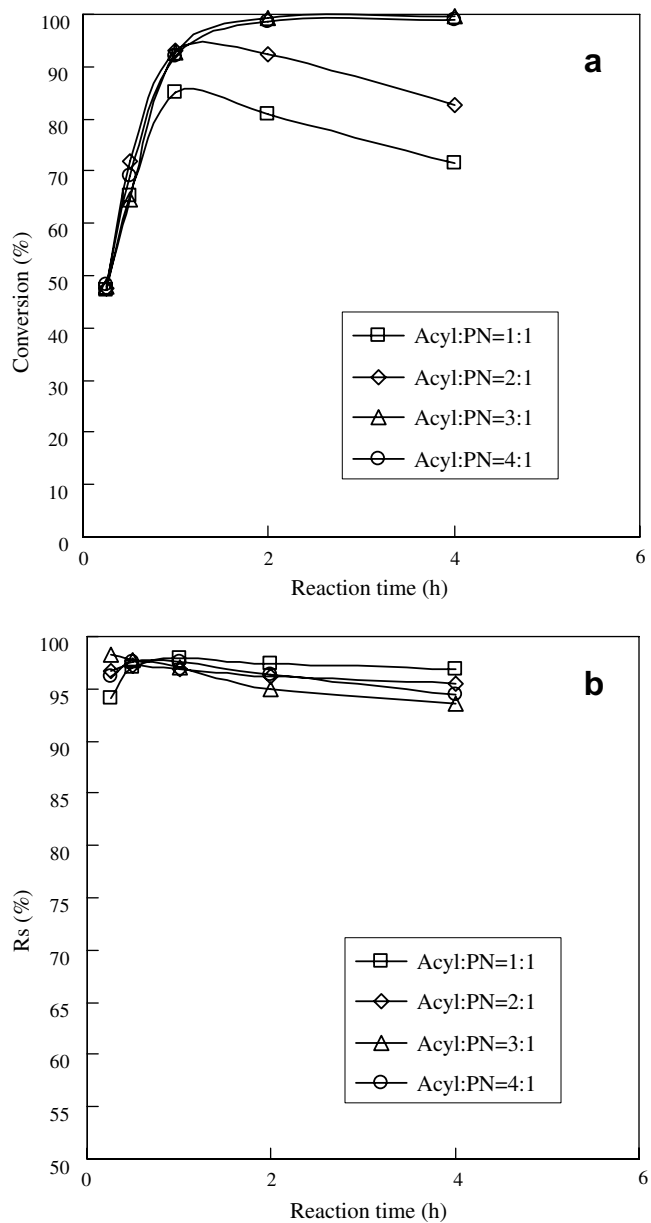 100
90
80
70
60
50
40
30
20
10
0
Conversion (%)
a
Acyl:PN=1:1
Acyl:PN=2:1
Acyl:PN=3:1
Acyl:PN=4:1
0 2 4 6
Reaction time (h)
100
95
90
85
80
75
70
65
60
55
50
Rs (%)
b
Acyl:PN=1:1
Acyl:PN=2:1
Acyl:PN=3:1
Acyl:PN=4:1
0 2 4 6
Reaction time (h)